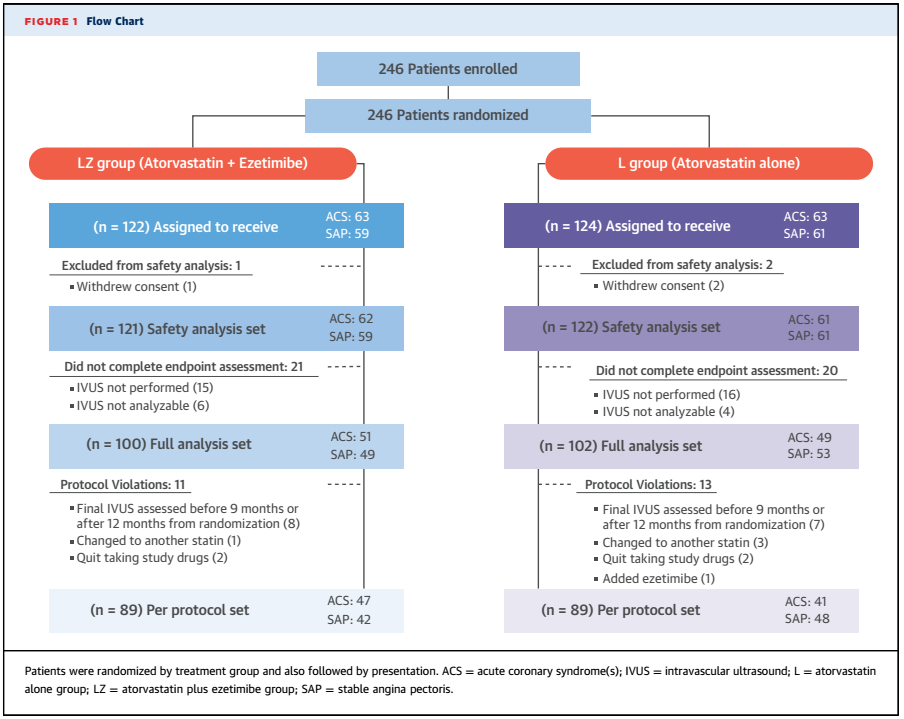 FIGURE 1 Flow Chart
246 Patients enrolled
246 Patients randomized
LZ group (Atorvastatin + Ezetimibe)
(n = 122) Assigned to receive
ACS: 63
SAP: 59
Excluded from safety analysis: 1
▪ Withdrew consent (1)
(n = 121) Safety analysis set
ACS: 62
SAP: 59
Did not complete endpoint assessment: 21
▪ IVUS not performed (15)
▪ IVUS not analyzable (6)
(n = 100) Full analysis set
ACS: 51
SAP: 49
Protocol Violations: 11
▪ Final IVUS assessed before 9 months or
after 12 months from randomization (8)
▪ Changed to another statin (1)
▪ Quit taking study drugs (2)
(n = 89) Per protocol set
ACS: 47
SAP: 42
L group (Atorvastatin alone)
(n = 124) Assigned to receive
ACS: 63
SAP: 61
Excluded from safety analysis: 2
▪ Withdrew consent (2)
(n = 122) Safety analysis set
ACS: 61
SAP: 61
Did not complete endpoint assessment: 20
▪ IVUS not performed (16)
▪ IVUS not analyzable (4)
(n = 102) Full analysis set
ACS: 49
SAP: 53
Protocol Violations: 13
▪ Final IVUS assessed before 9 months or
after 12 months from randomization (7)
▪ Changed to another statin (3)
▪ Quit taking study drugs (2)
▪ Added ezetimibe (1)
(n = 89) Per protocol set
ACS: 41
SAP: 48
Patients were randomized by treatment group and also followed by presentation. ACS = acute coronary syndrome(s); IVUS = intravascular ultrasound; L = atorvastatin
alone group; LZ = atorvastatin plus ezetimibe group; SAP = stable angina pectoris.